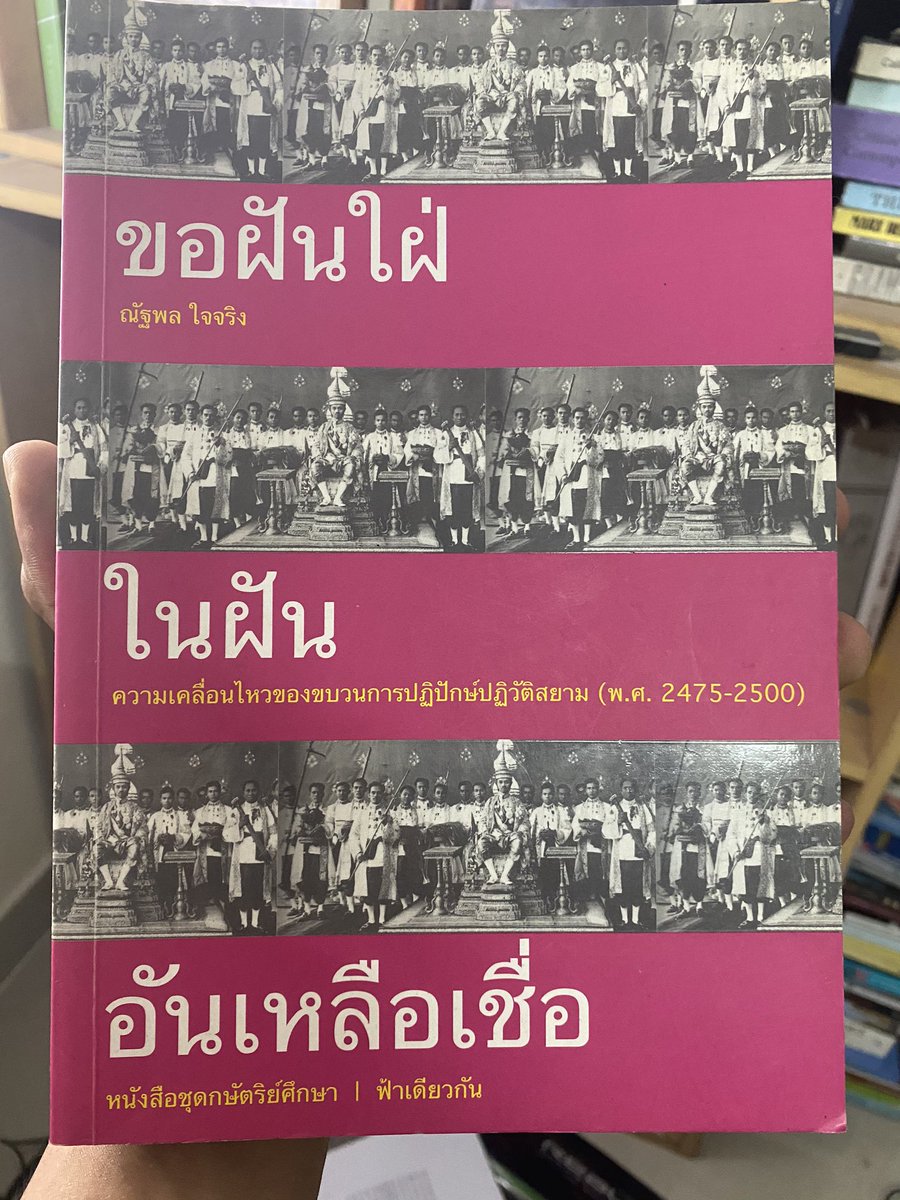 ขอฝันใฝ่
ณัฐพล ใจจริง
ในฝัน
ความเคลื่อนไหวของขบวนการปฏิปักษ์ปฏิวัติสยาม (พ.ศ. 2475-2500)
อันเหลือเชื่อ
หนังสือชุดกษัตริย์ศึกษา | ฟ้าเดียวกัน